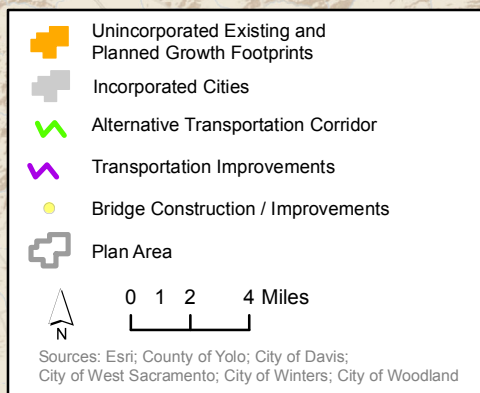 Unincorporated Existing and
Planned Growth Footprints
Incorporated Cities
Alternative Transportation Corridor
Transportation Improvements
Bridge Construction / Improvements
Plan Area
0 1 2 4 Miles
N
Sources: Esri; County of Yolo; City of Davis;
City of West Sacramento; City of Winters; City of Woodland